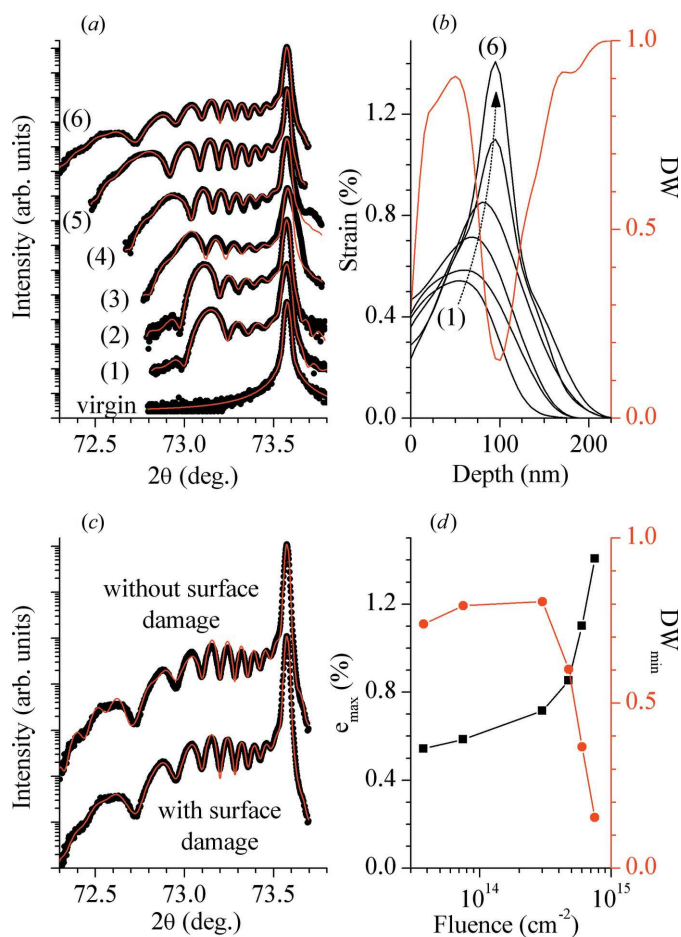 (a)
(6)
(5)
(4)
(3)
(2)
(1)
virgin
Intensity (arb. units)
72.5 73.0 73.5
2θ (deg.)
(b)
(6)
(1)
1.2
0.8
0.4
0.0
Strain (%)
1.0
0.5
0.0
DW
0 100 200
Depth (nm)
(c)
without surface
damage
with surface
damage
Intensity (arb. units)
72.5 73.0 73.5
2θ (deg.)
(d)
1.2
0.8
0.4
0.0
e_max (%)
1.0
0.5
0.0
DW_min
10^14 10^15
Fluence (cm^-2)